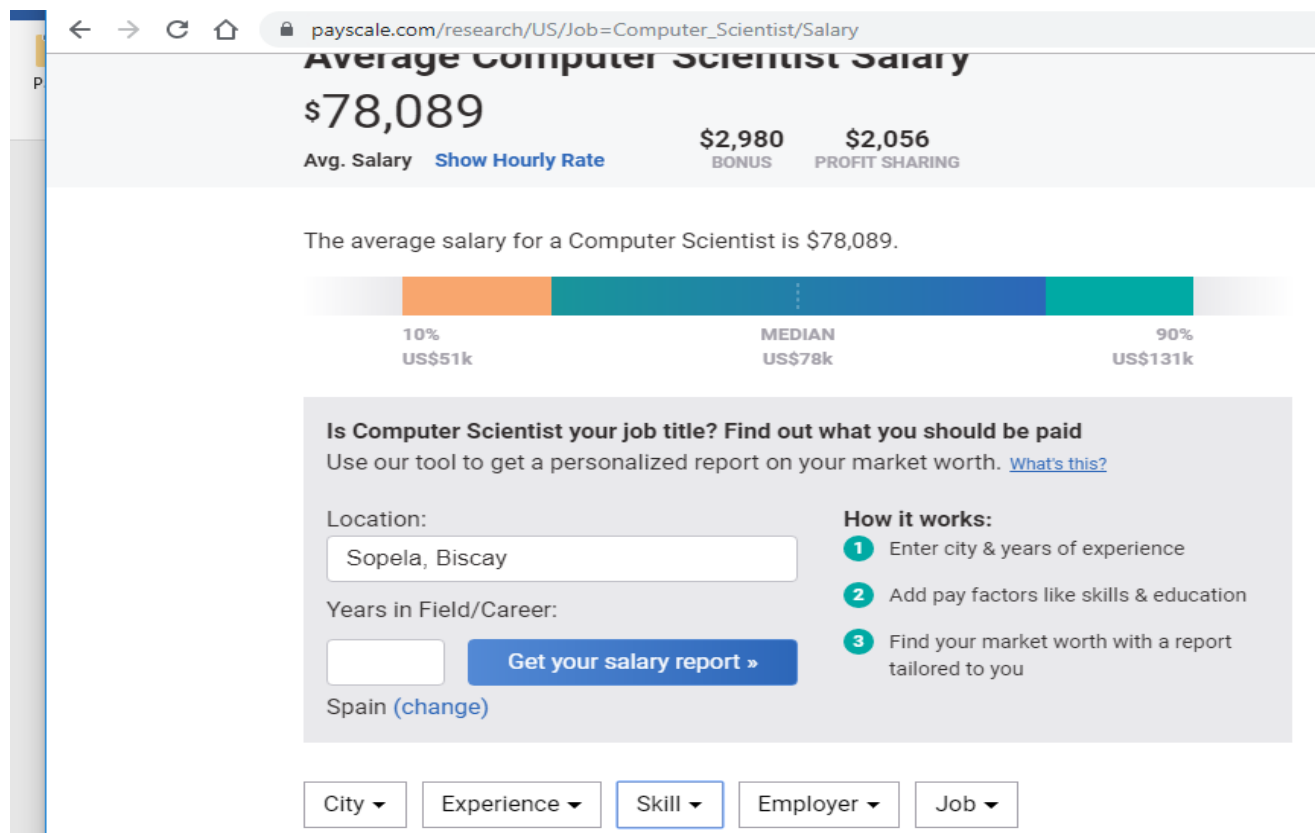 payscale.com/research/US/Job=Computer_Scientist/Salary
P
Average Computer Scientist Salary
$78,089
$2,980 $2,056
Avg. Salary Show Hourly Rate BONUS PROFIT SHARING
The average salary for a Computer Scientist is $78,089.
10% MEDIAN 90%
US$51k US$78k US$131k
Is Computer Scientist your job title? Find out what you should be paid
Use our tool to get a personalized report on your market worth. What's this?
Location:
Sopela, Biscay
Years in Field/Career:
Get your salary report »
Spain (change)
How it works:
1 Enter city & years of experience
2 Add pay factors like skills & education
3 Find your market worth with a report
tailored to you
City Experience Skill Employer Job